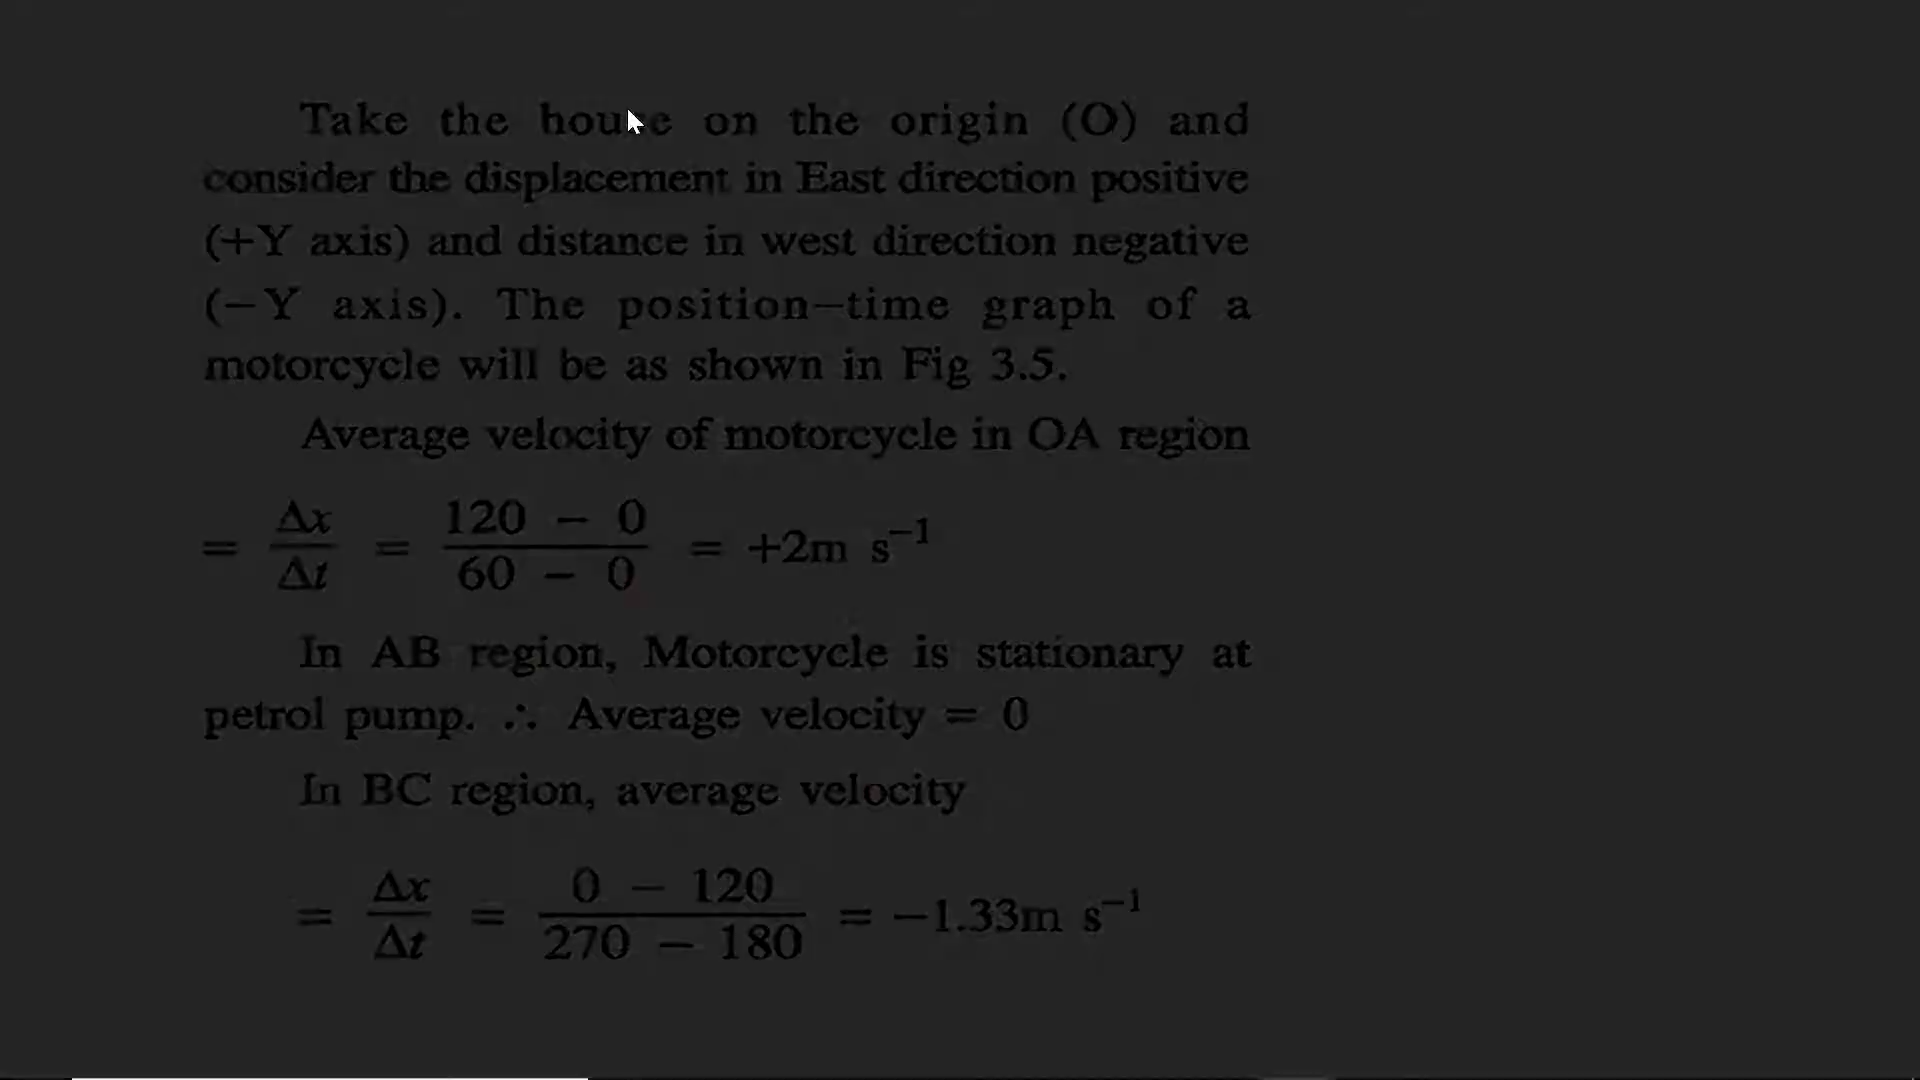 Take the house on the origin (O) and
consider the displacement in East direction positive
(+Y axis) and distance in west direction negative
(−Y axis). The position−time graph of a
motorcycle will be as shown in Fig 3.5.
Average velocity of motorcycle in OA region
= Δx/Δt = (120 − 0)/(60 − 0) = +2m s⁻¹
In AB region, Motorcycle is stationary at
petrol pump. ∴ Average velocity = 0
In BC region, average velocity
= Δx/Δt = (0 − 120)/(270 − 180) = −1.33m s⁻¹